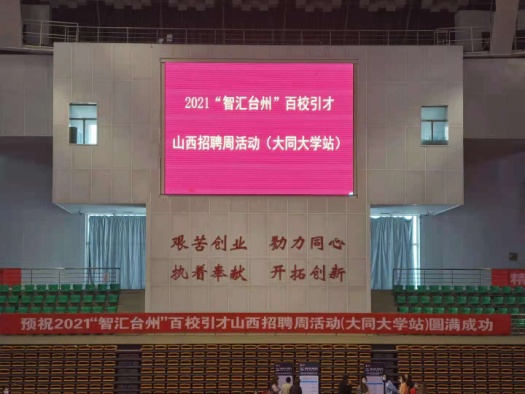 2021“智汇台州”百校引才
山西招聘周活动（大同大学站）
艰苦创业 勠力同心
执着奉献 开拓创新
预祝2021“智汇台州”百校引才山西招聘周活动(大同大学站)圆满成功